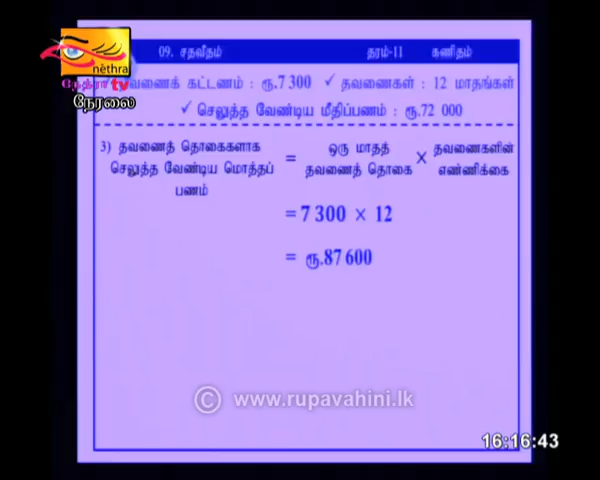 09. சதவீதம் தரம்-11 கணிதம்
nēthra
நேத்ரா tv
நேரலை
தவணைக் கட்டணம் : ரூ.7 300 ✓ தவணைகள் : 12 மாதங்கள்
✓ செலுத்த வேண்டிய மீதிப்பணம் : ரூ.72 000
3) தவணைத் தொகைகளாக செலுத்த வேண்டிய மொத்தப் பணம் = ஒரு மாதத் தவணைத் தொகை × தவணைகளின் எண்ணிக்கை
= 7 300 × 12
= ரூ.87 600
© www.rupavahini.lk
16:16:43